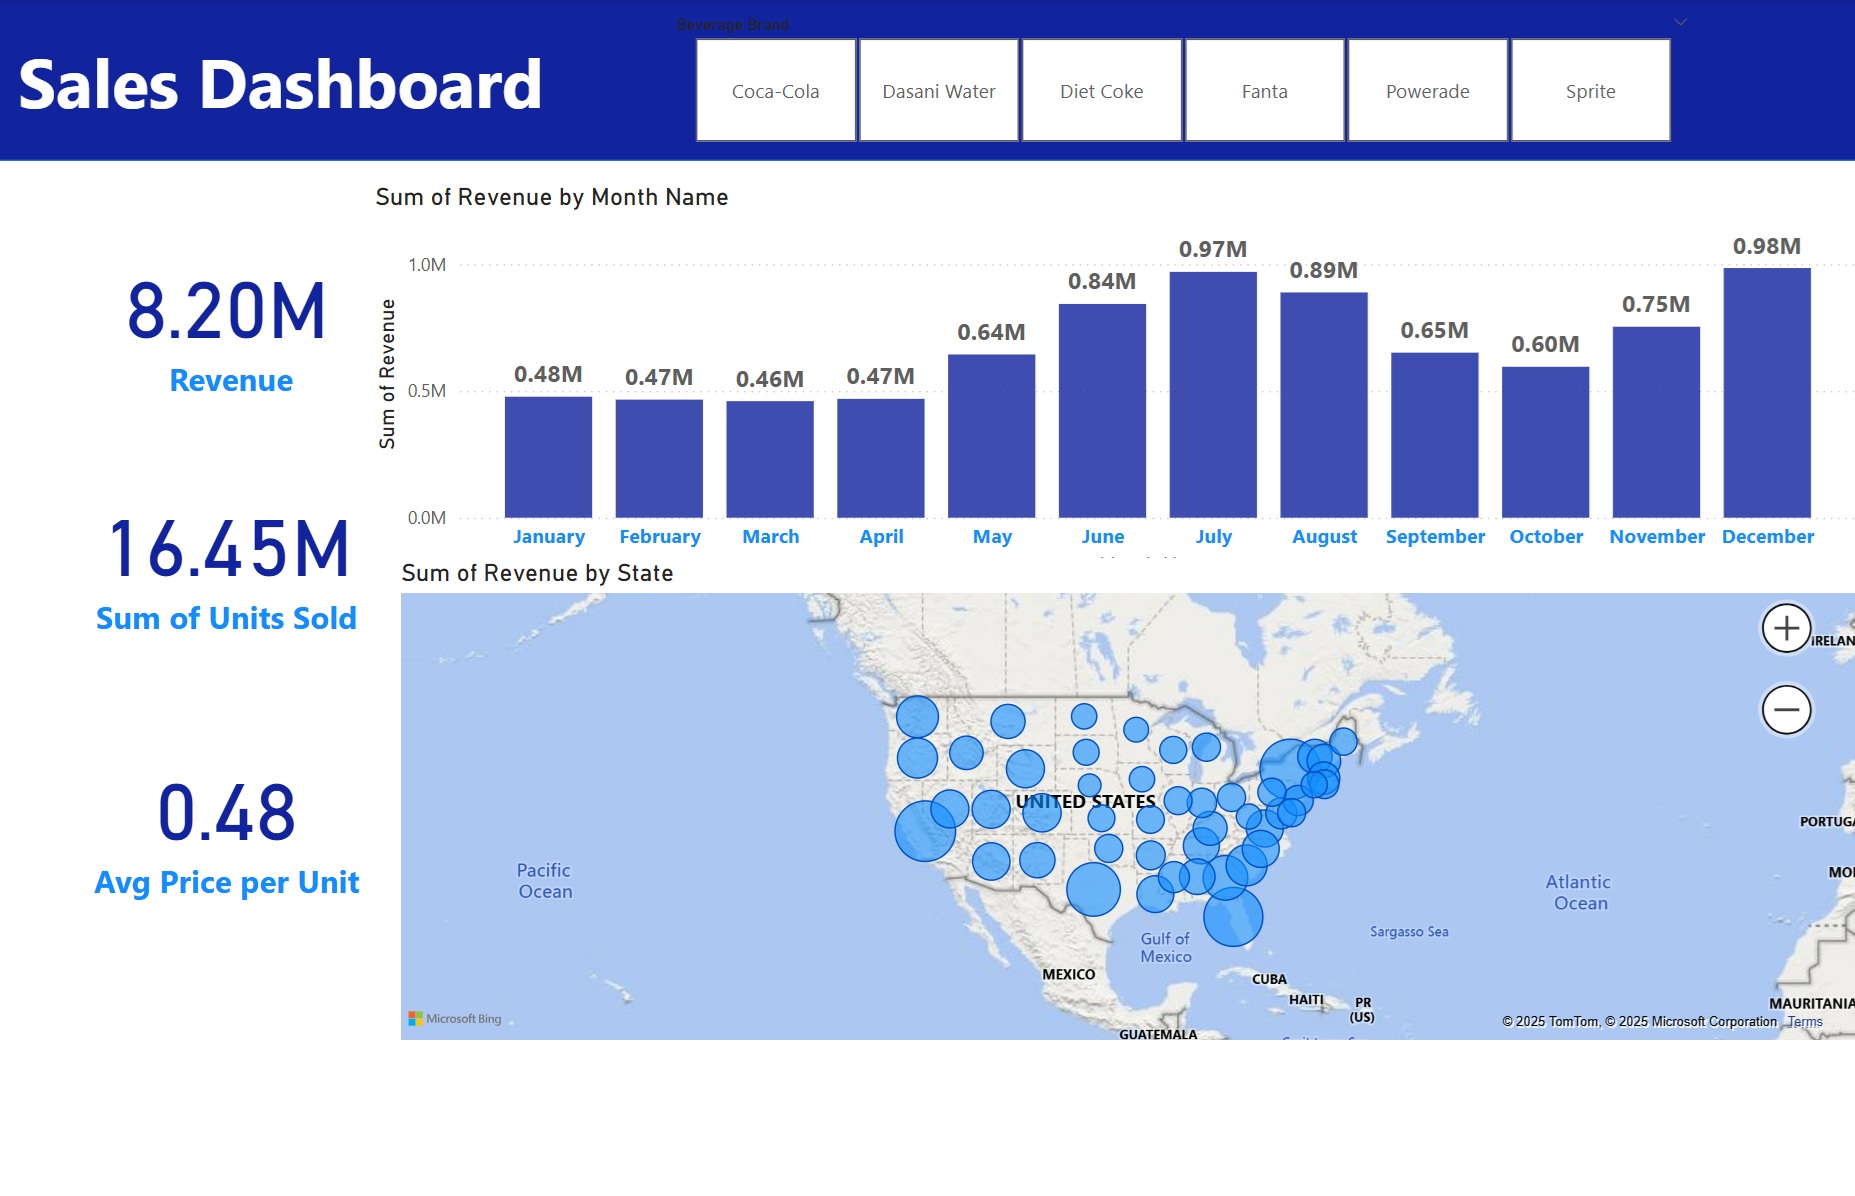 Beverage Brand
Sales Dashboard
Coca-Cola
Dasani Water
Diet Coke
Fanta
Powerade
Sprite
Sum of Revenue by Month Name
8.20M
Revenue
16.45M
Sum of Units Sold
0.48
Avg Price per Unit
Sum of Revenue
1.0M
0.5M
0.0M
0.48M
0.47M
0.46M
0.47M
0.64M
0.84M
0.97M
0.89M
0.65M
0.60M
0.75M
0.98M
January
February
March
April
May
June
July
August
September
October
November
December
Sum of Revenue by State
UNITED STATES
Pacific
Ocean
Atlantic
Ocean
Sargasso Sea
Gulf of
Mexico
MEXICO
CUBA
HAITI
PR
(US)
GUATEMALA
IRELAN
PORTUGA
MO
MAURITANIA
Microsoft Bing
© 2025 TomTom, © 2025 Microsoft Corporation
Terms